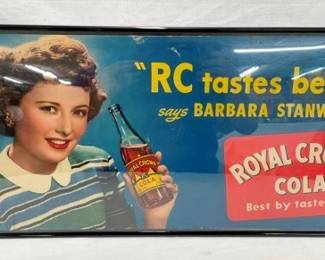 "RC tastes be
says BARBARA STANW
ROYAL CRO
COLA
Best by taste
ROYAL CROWN
COLA